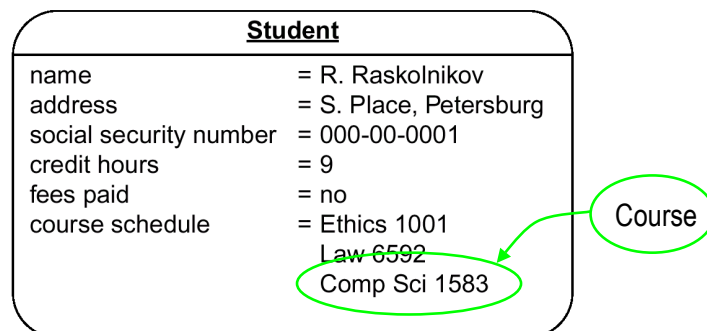 Student
name = R. Raskolnikov
address = S. Place, Petersburg
social security number = 000-00-0001
credit hours = 9
fees paid = no
course schedule = Ethics 1001
Law 6592
Comp Sci 1583
Course